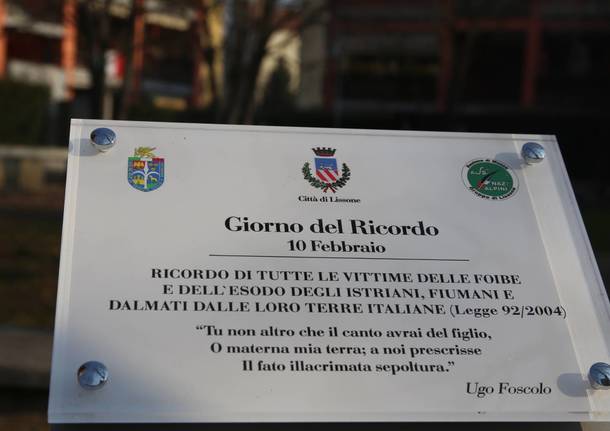 Città di Lissone
Giorno del Ricordo
10 Febbraio
RICORDO DI TUTTE LE VITTIME DELLE FOIBE
E DELL'ESODO DEGLI ISTRIANI, FIUMANI E
DALMATI DALLE LORO TERRE ITALIANE (Legge 92/2004)
“Tu non altro che il canto avrai del figlio,
O materna mia terra; a noi prescrisse
Il fato illacrimata sepoltura.”
Ugo Foscolo